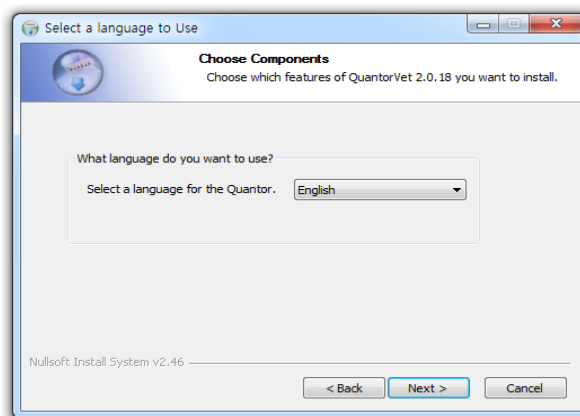 Select a language to Use
Choose Components
Choose which features of QuantorVet 2.0.18 you want to install.
What language do you want to use?
Select a language for the Quantor.
English
Nullsoft Install System v2.46
< Back
Next >
Cancel